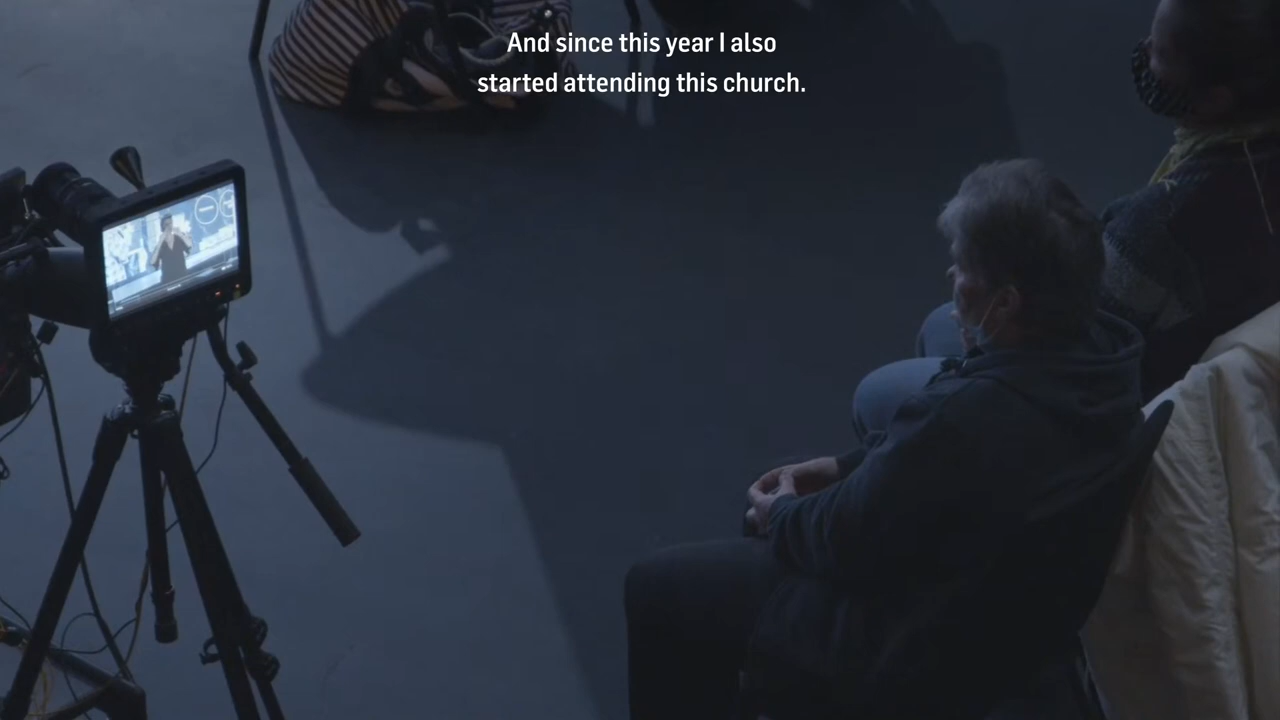 And since this year I also
started attending this church.